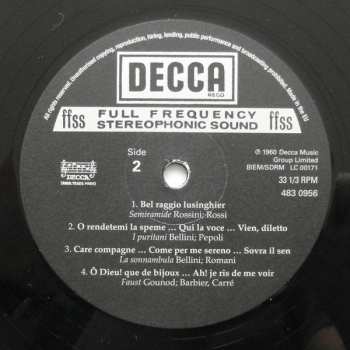 All rights reserved. Unauthorised copying, reproduction, hiring, lending, public performance and broadcasting prohibited. Made in the EU
DECCA
RECO
ffss FULL FREQUENCY ffss
STEREOPHONIC SOUND
Side
2
℗ 1960 Decca Music
Group Limited
BIEM/SDRM LC 00171
33 1/3 RPM
483 0956
1. Bel raggio lusinghier
Semiramide Rossini; Rossi
2. O rendetemi la speme ... Qui la voce ... Vien, diletto
I puritani Bellini; Pepoli
3. Care compagne ... Come per me sereno ... Sovra il sen
La sonnambula Bellini; Romani
4. Ô Dieu! que de bijoux ... Ah! je ris de me voir
Faust Gounod; Barbier, Carré